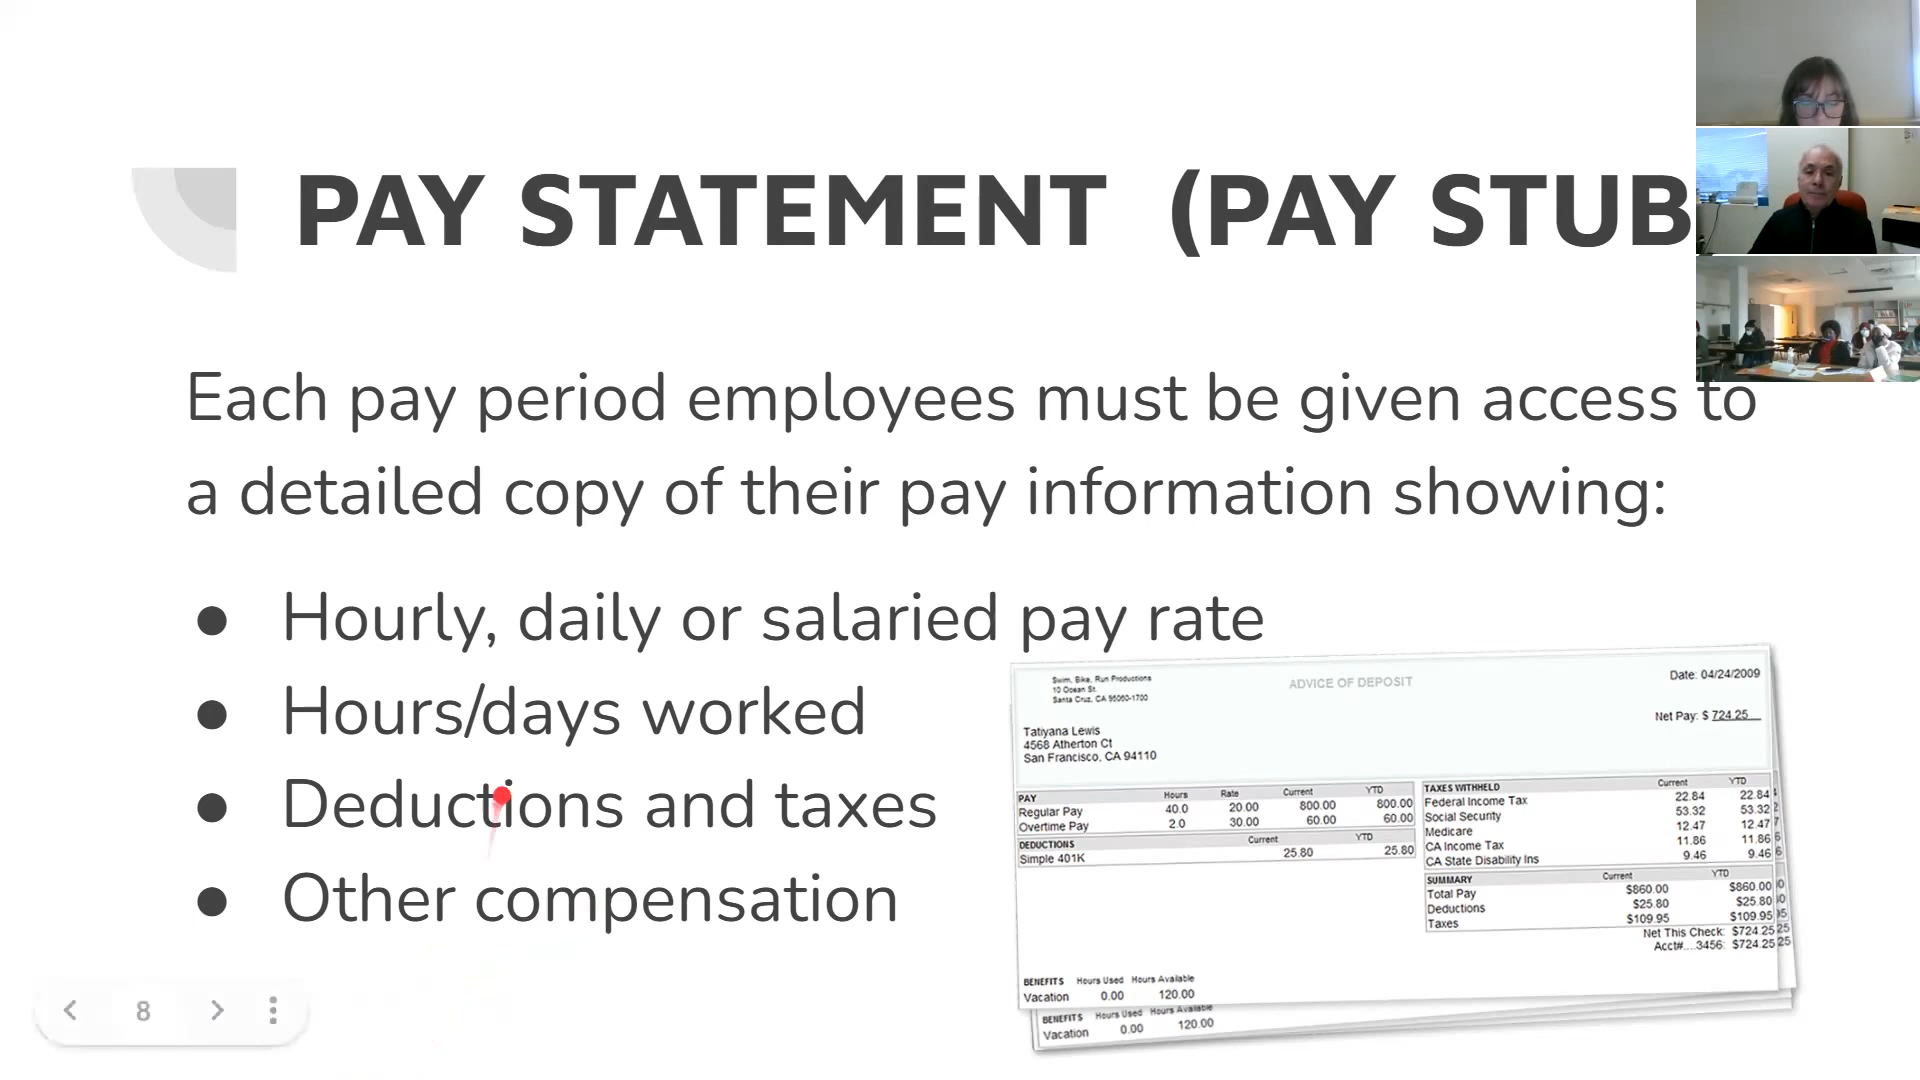 PAY STATEMENT (PAY STUB
Each pay period employees must be given access to
a detailed copy of their pay information showing:
● Hourly, daily or salaried pay rate
● Hours/days worked
● Deductions and taxes
● Other compensation
Swim, Bike, Run Productions
10 Ocean St.
Santa Cruz, CA 95060-1700
ADVICE OF DEPOSIT
Date: 04/24/2009
Net Pay: $ 724.25
Tatiyana Lewis
4568 Atherton Ct
San Francisco, CA 94110
PAY Hours Rate Current YTD
Regular Pay 40.0 20.00 800.00 800.00
Overtime Pay 2.0 30.00 60.00 60.00
DEDUCTIONS Current YTD
Simple 401K 25.80 25.80
TAXES WITHHELD Current YTD
Federal Income Tax 22.84 22.84
Social Security 53.32 53.32
Medicare 12.47 12.47
CA Income Tax 11.86 11.86
CA State Disability Ins 9.46 9.46
SUMMARY Current YTD
Total Pay $860.00 $860.00
Deductions $25.80 $25.80
Taxes $109.95 $109.95
Net This Check: $724.25
Acct#....3456: $724.25
BENEFITS Hours Used Hours Available
Vacation 0.00 120.00
BENEFITS Hours Used Hours Available
Vacation 0.00 120.00
8